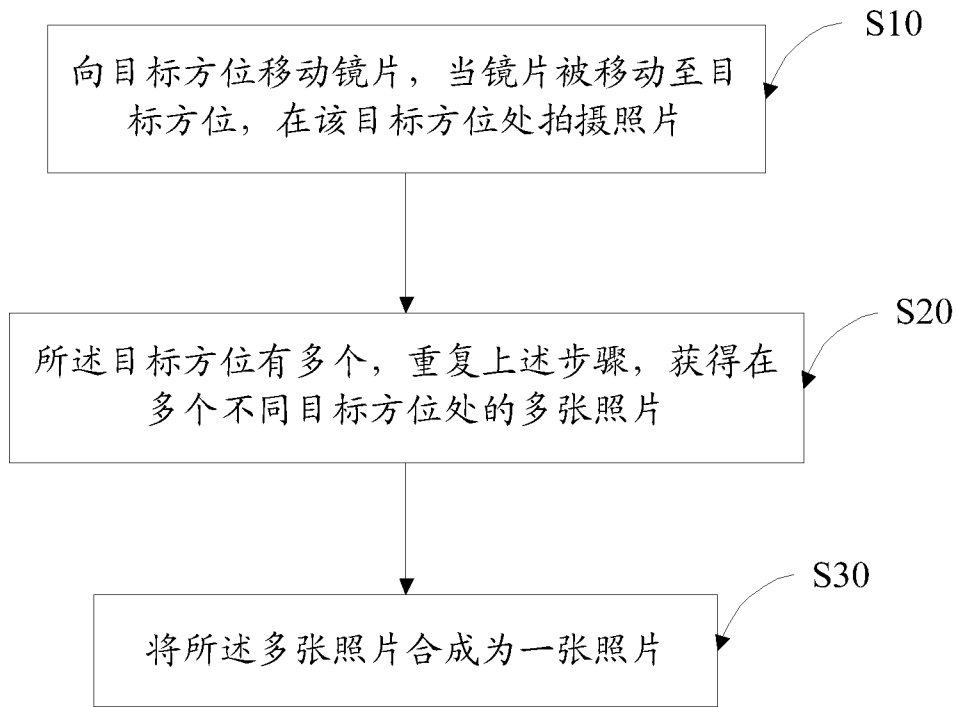 S10
向目标方位移动镜片，当镜片被移动至目
标方位，在该目标方位处拍摄照片
S20
所述目标方位有多个，重复上述步骤，获得在
多个不同目标方位处的多张照片
S30
将所述多张照片合成为一张照片